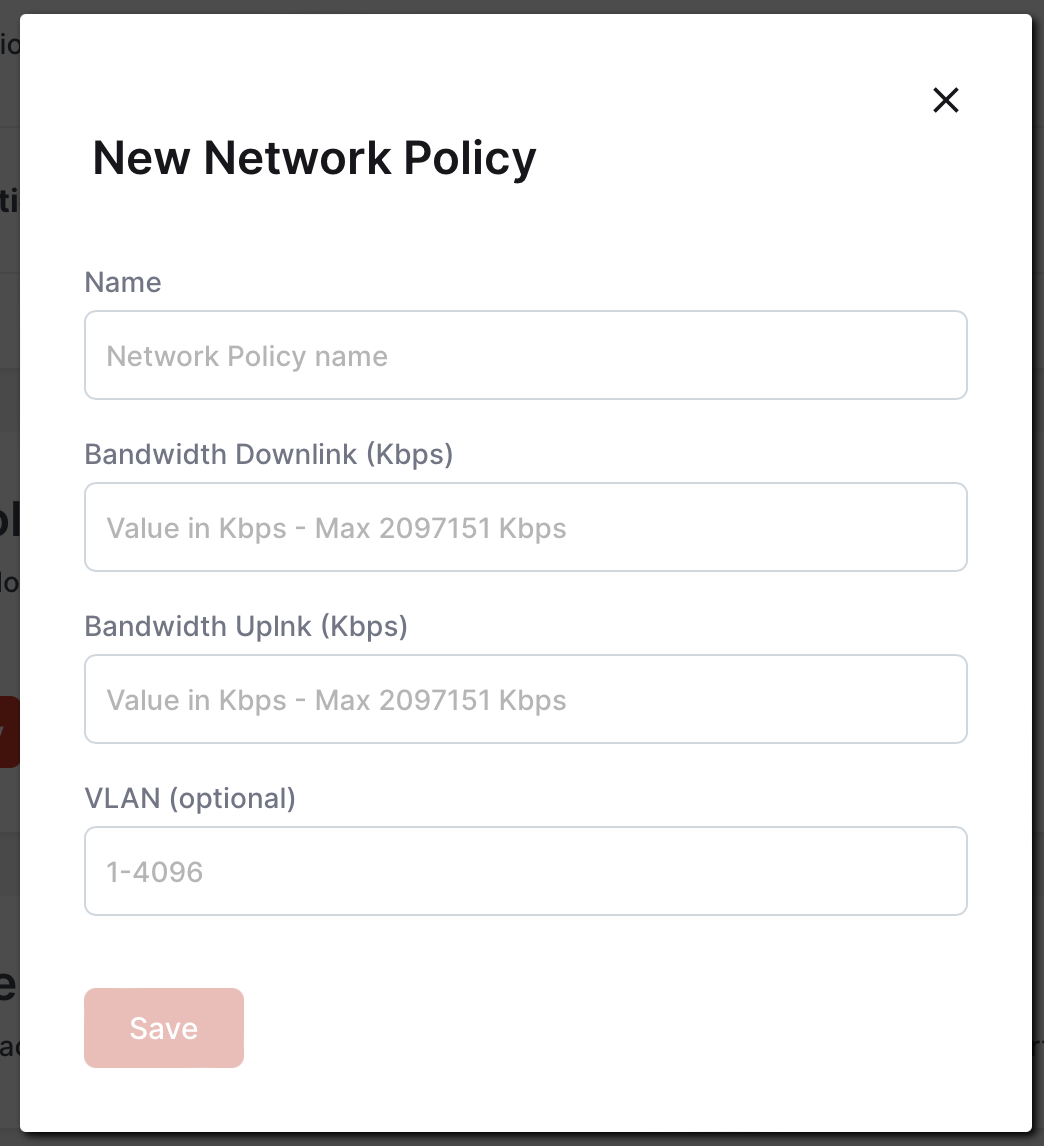 New Network Policy
Name
Network Policy name
Bandwidth Downlink (Kbps)
Value in Kbps - Max 2097151 Kbps
Bandwidth Uplnk (Kbps)
Value in Kbps - Max 2097151 Kbps
VLAN (optional)
1-4096
Save